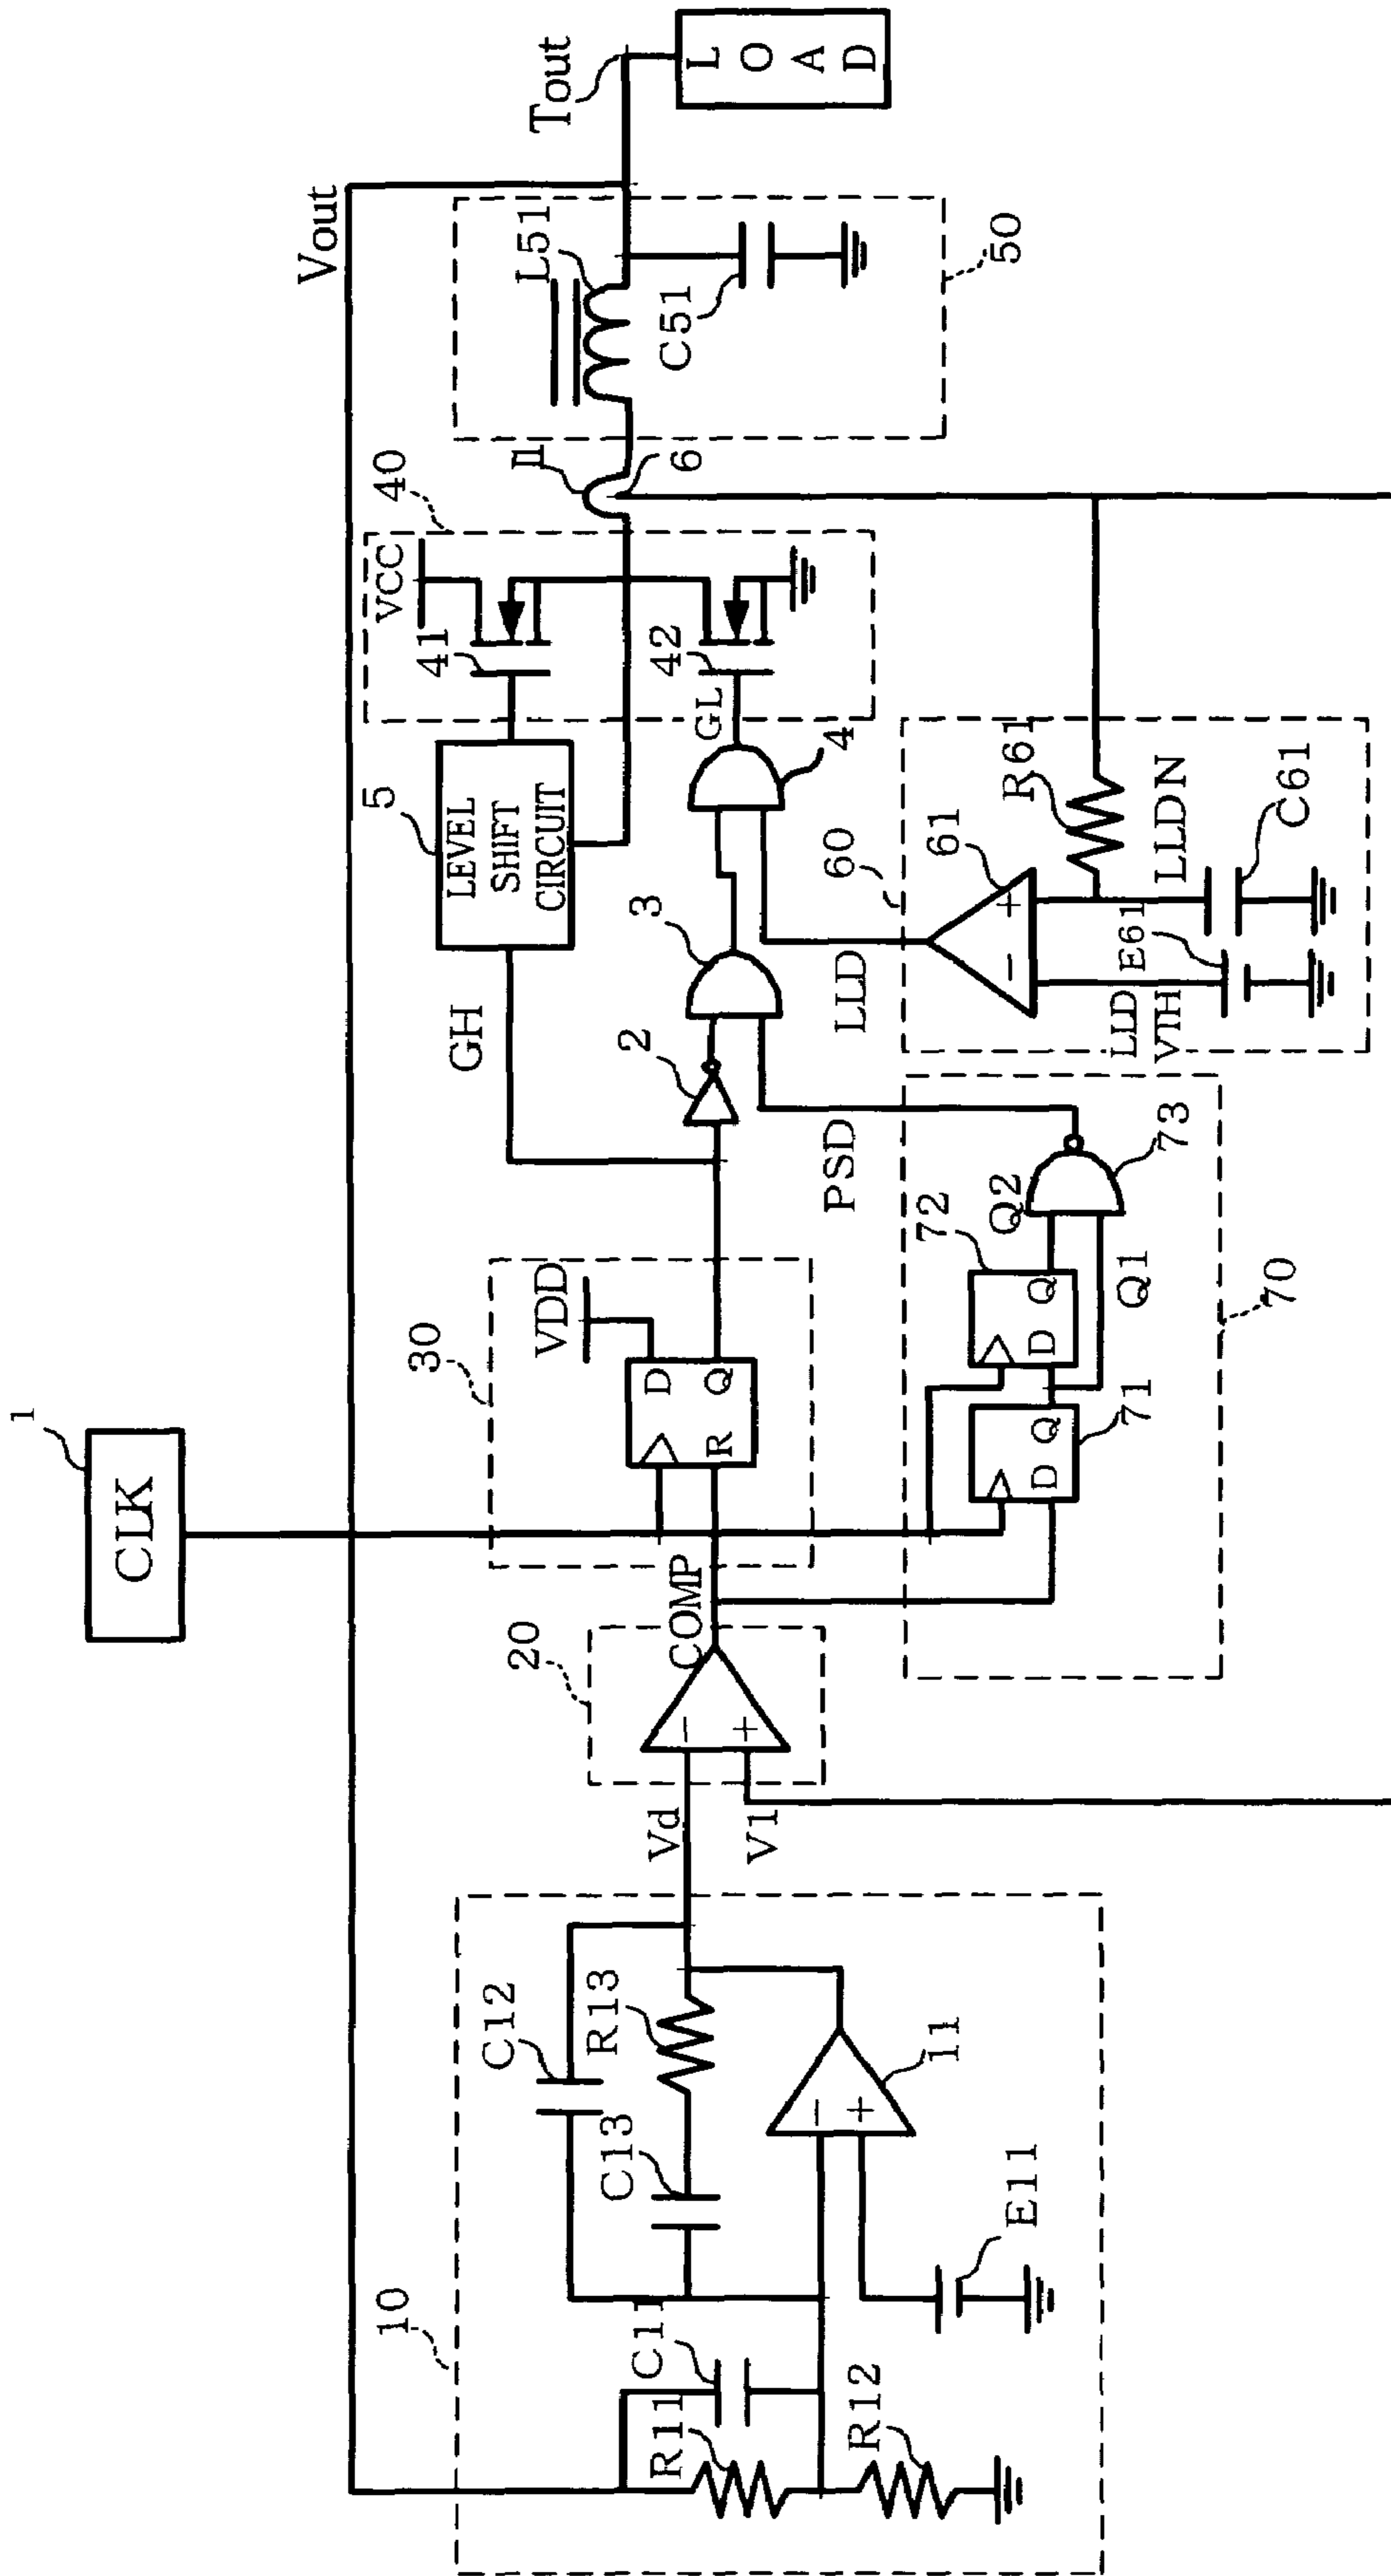 1
CLK
Vout
Tout
LOAD
10
C11
R11
R12
C12
C13
R13
11
-
+
E11
Vd
V1
20
-
+
COMP
30
VDD
D
Q
R
GH
2
3
4
5
LEVEL
SHIFT
CIRCUIT
40
VCC
41
42
GL
6
L51
C51
50
PSD
LLD
60
61
+
-
R61
LLDN
C61
E61
LLD
VTH
70
71
D
Q
72
D
Q
Q1
Q2
73